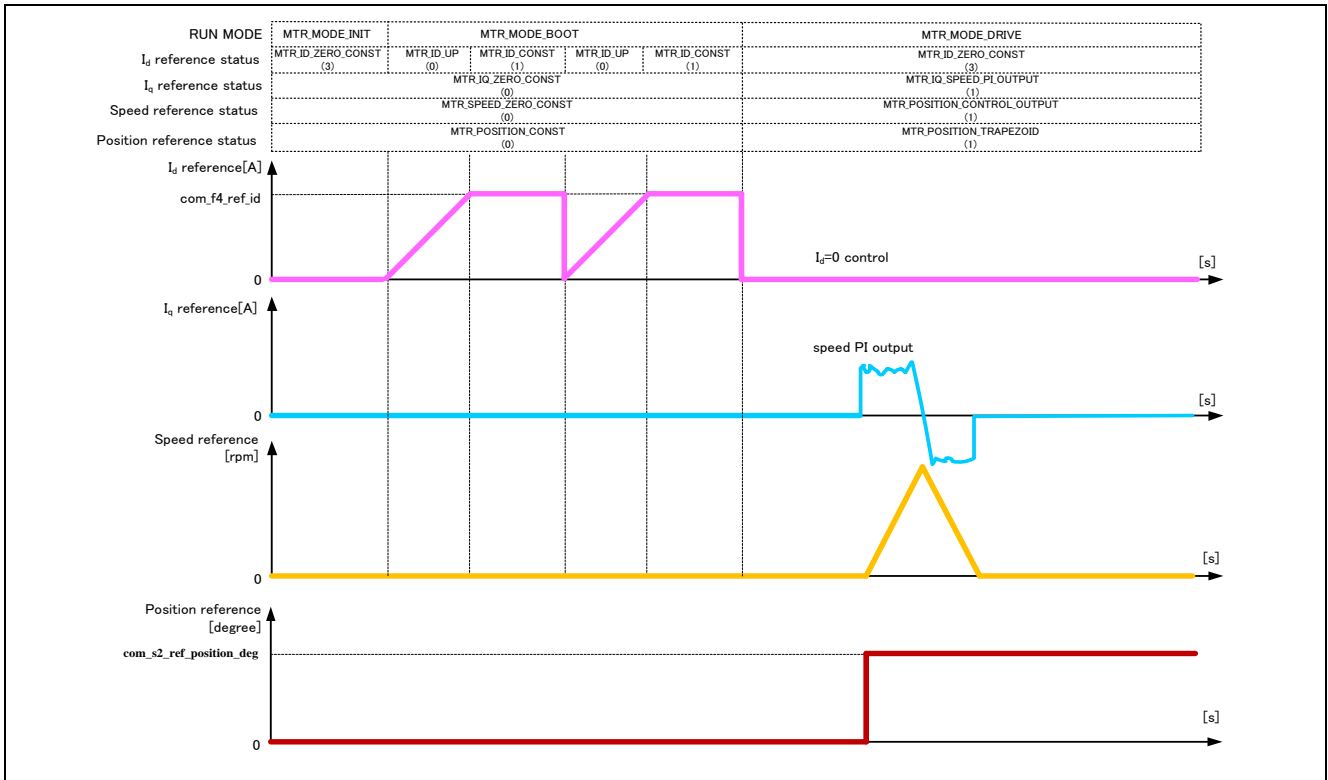 RUN MODE MTR_MODE_INIT MTR_MODE_BOOT MTR_MODE_DRIVE
Id reference status MTR_ID_ZERO_CONST (3) MTR_ID_UP (0) MTR_ID_CONST (1) MTR_ID_UP (0) MTR_ID_CONST (1) MTR_ID_ZERO_CONST (3)
Iq reference status MTR_IQ_ZERO_CONST (0) MTR_IQ_SPEED_PI_OUTPUT (1)
Speed reference status MTR_SPEED_ZERO_CONST (0) MTR_POSITION_CONTROL_OUTPUT (1)
Position reference status MTR_POSITION_CONST (0) MTR_POSITION_TRAPEZOID (1)
Id reference[A]
com_f4_ref_id
Id=0 control
[s]
0
Iq reference[A]
speed PI output
[s]
0
Speed reference
[rpm]
[s]
0
Position reference
[degree]
com_s2_ref_position_deg
[s]
0